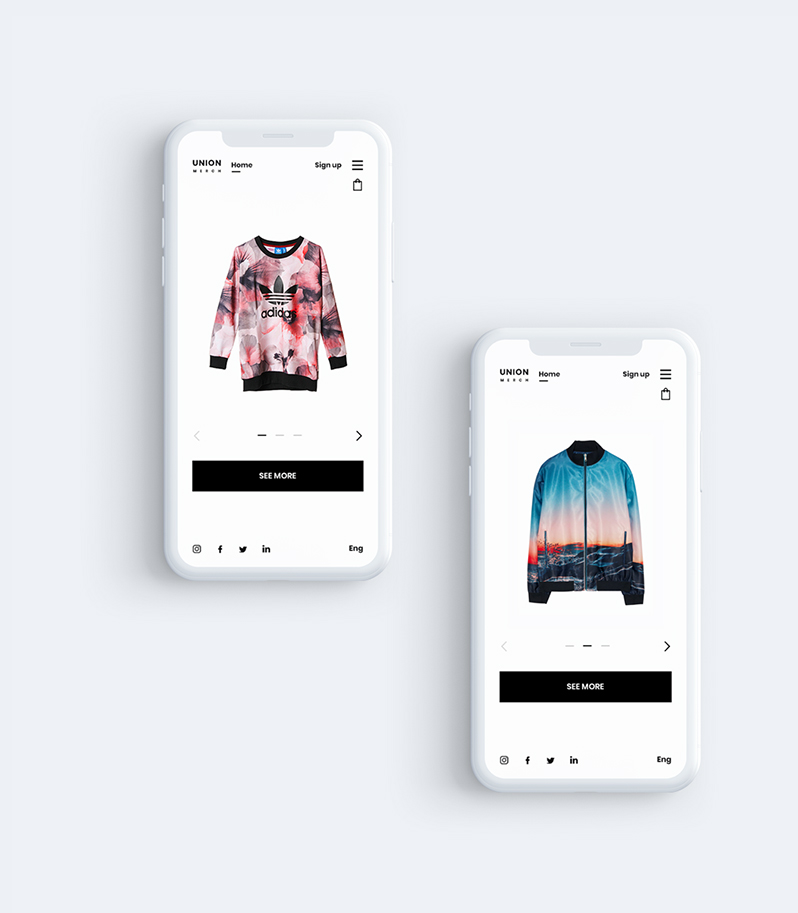 UNION
MERCH
Home
Sign up
adidas
SEE MORE
Eng
UNION
MERCH
Home
Sign up
SEE MORE
Eng